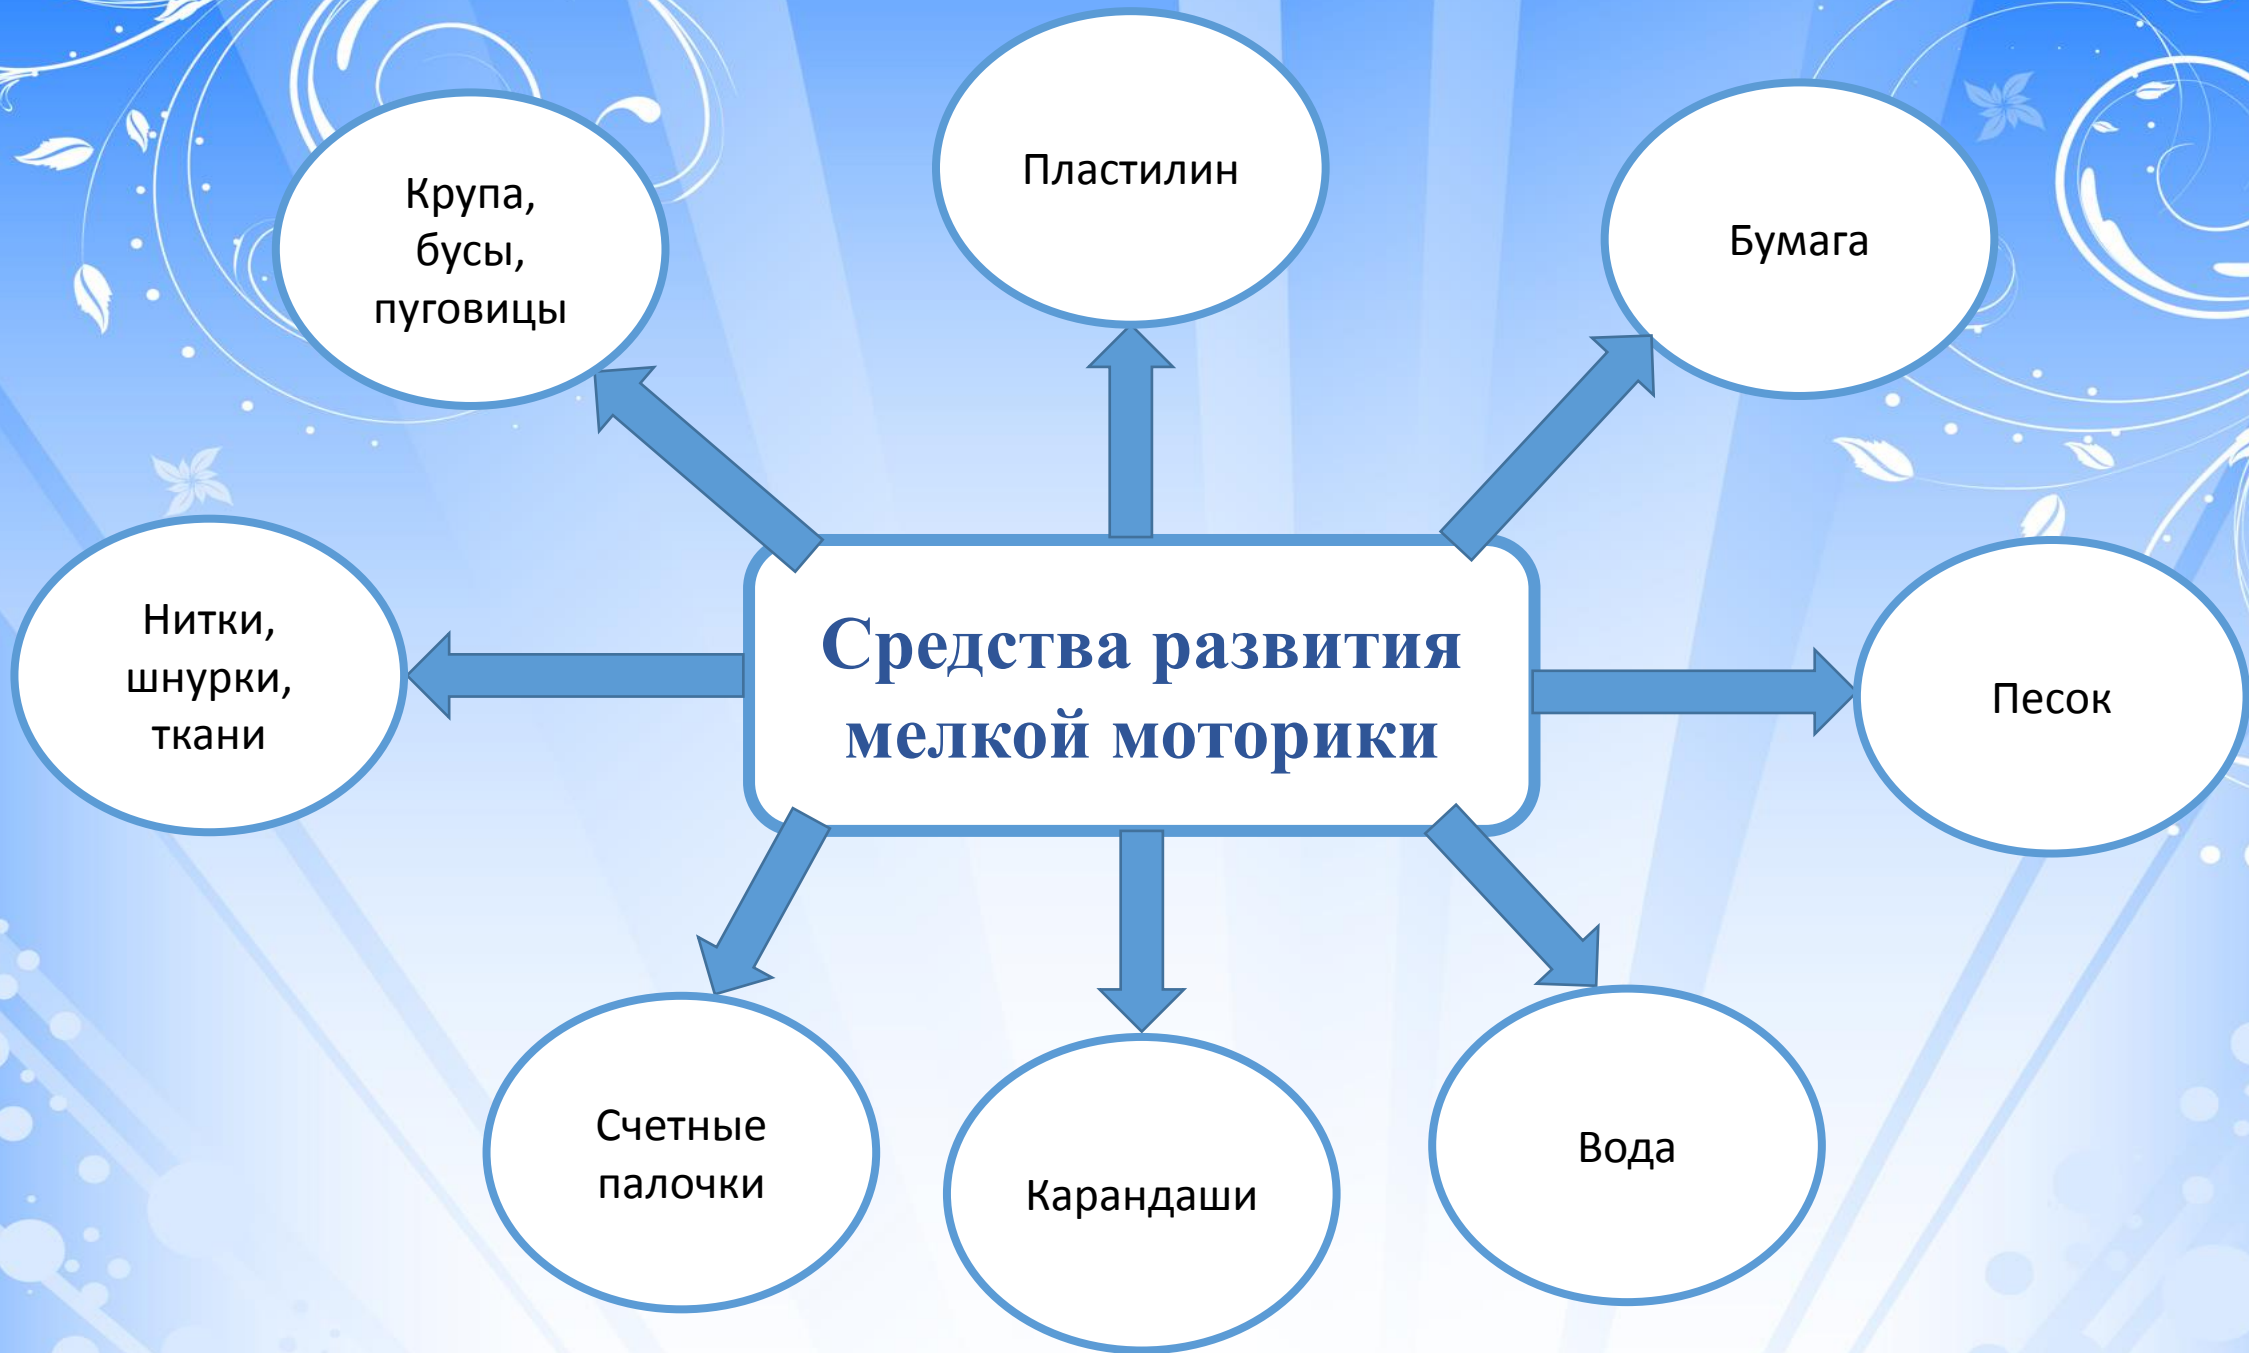 Пластилин
Крупа,
бусы,
пуговицы
Бумага
Нитки,
шнурки,
ткани
Средства развития
мелкой моторики
Песок
Счетные
палочки
Карандаши
Вода